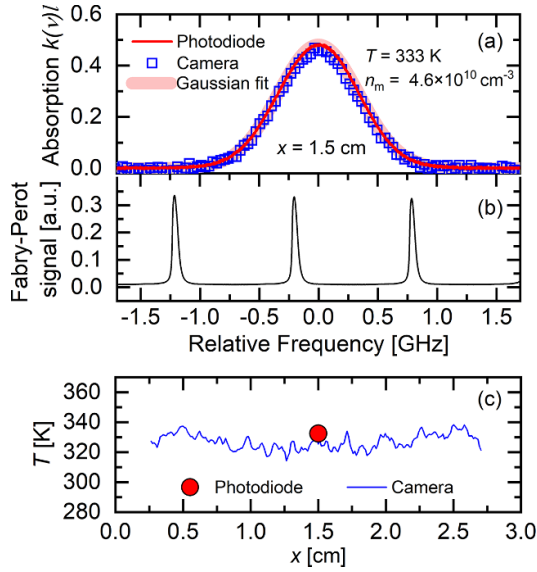 Absorption k(ν)l
0.6
0.4
0.2
0.0
Photodiode
Camera
Gaussian fit
(a)
T = 333 K
nm = 4.6×10¹⁰ cm-3
x = 1.5 cm
Fabry-Perot
signal [a.u.]
0.3
0.2
0.1
0.0
(b)
-1.5 -1.0 -0.5 0.0 0.5 1.0 1.5
Relative Frequency [GHz]
T [K]
360
340
320
300
280
(c)
Photodiode
Camera
0.0 0.5 1.0 1.5 2.0 2.5 3.0
x [cm]